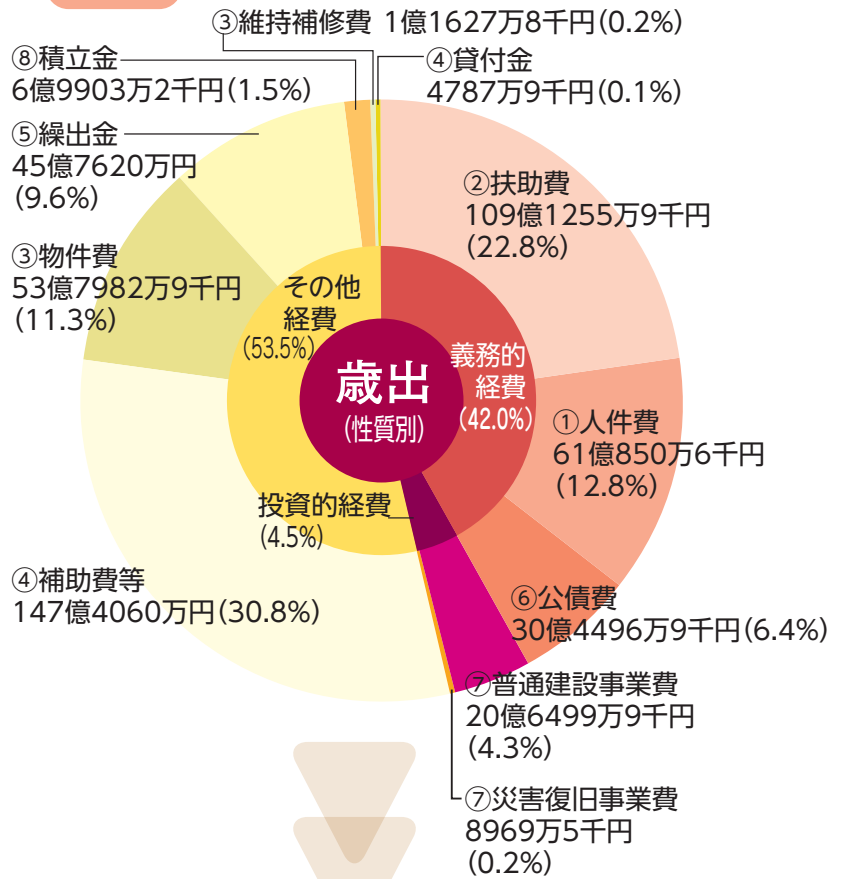 ③維持補修費 1億1627万8千円(0.2%)
⑧積立金
6億9903万2千円(1.5%)
④貸付金
4787万9千円(0.1%)
⑤繰出金
45億7620万円
(9.6%)
②扶助費
109億1255万9千円
(22.8%)
③物件費
53億7982万9千円
(11.3%)
その他
経費
(53.5%)
歳出
(性質別)
義務的
経費
(42.0%)
①人件費
61億850万6千円
(12.8%)
投資的経費
(4.5%)
④補助費等
147億4060万円(30.8%)
⑥公債費
30億4496万9千円(6.4%)
⑦普通建設事業費
20億6499万9千円
(4.3%)
⑦災害復旧事業費
8969万5千円
(0.2%)